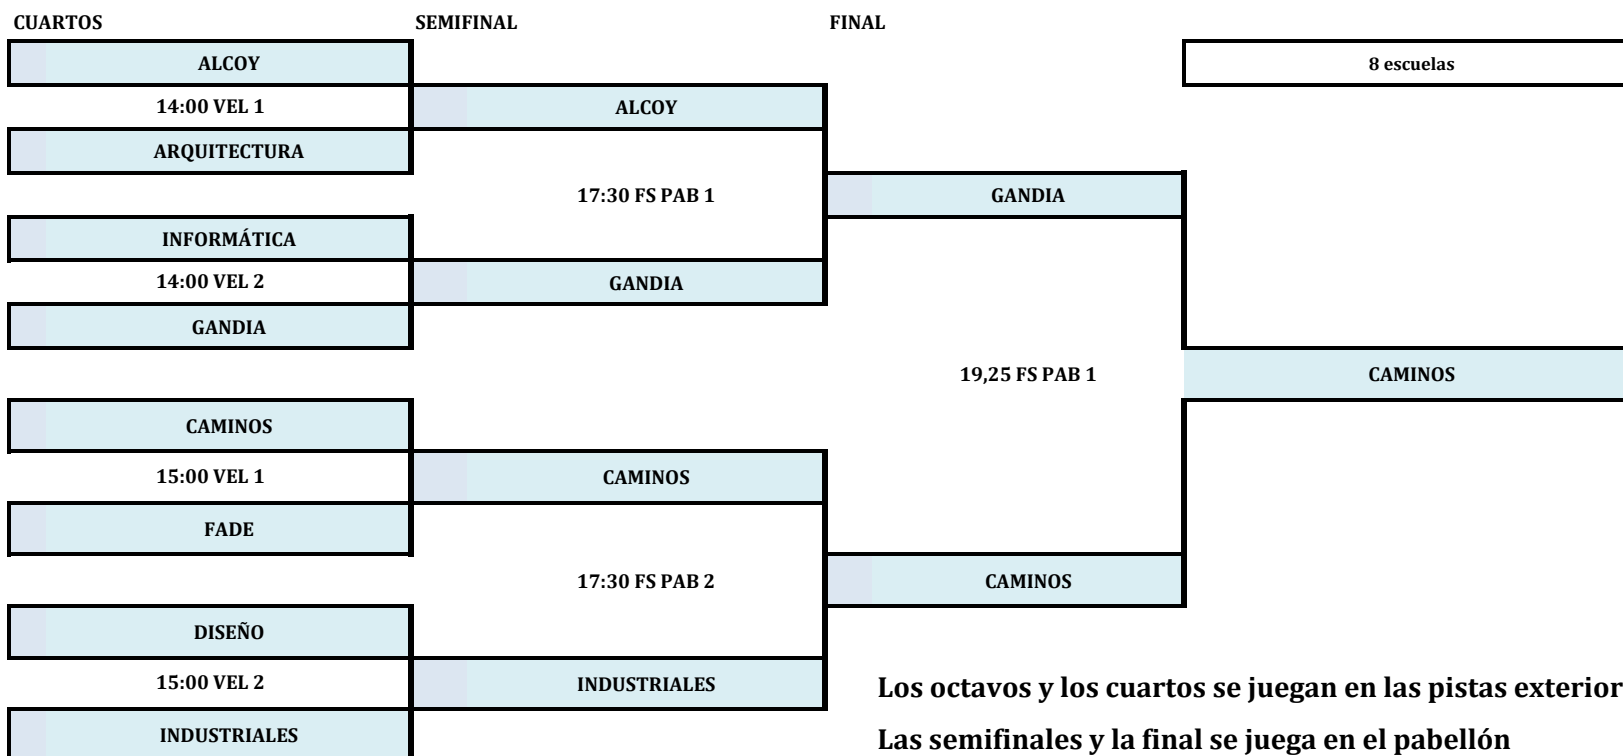 CUARTOS SEMIFINAL FINAL
ALCOY 8 escuelas
14:00 VEL 1 ALCOY
ARQUITECTURA
17:30 FS PAB 1 GANDIA
INFORMÁTICA
14:00 VEL 2 GANDIA
GANDIA
19,25 FS PAB 1 CAMINOS
CAMINOS
15:00 VEL 1 CAMINOS
FADE
17:30 FS PAB 2 CAMINOS
DISEÑO
15:00 VEL 2 INDUSTRIALES Los octavos y los cuartos se juegan en las pistas exterior
INDUSTRIALES Las semifinales y la final se juega en el pabellón